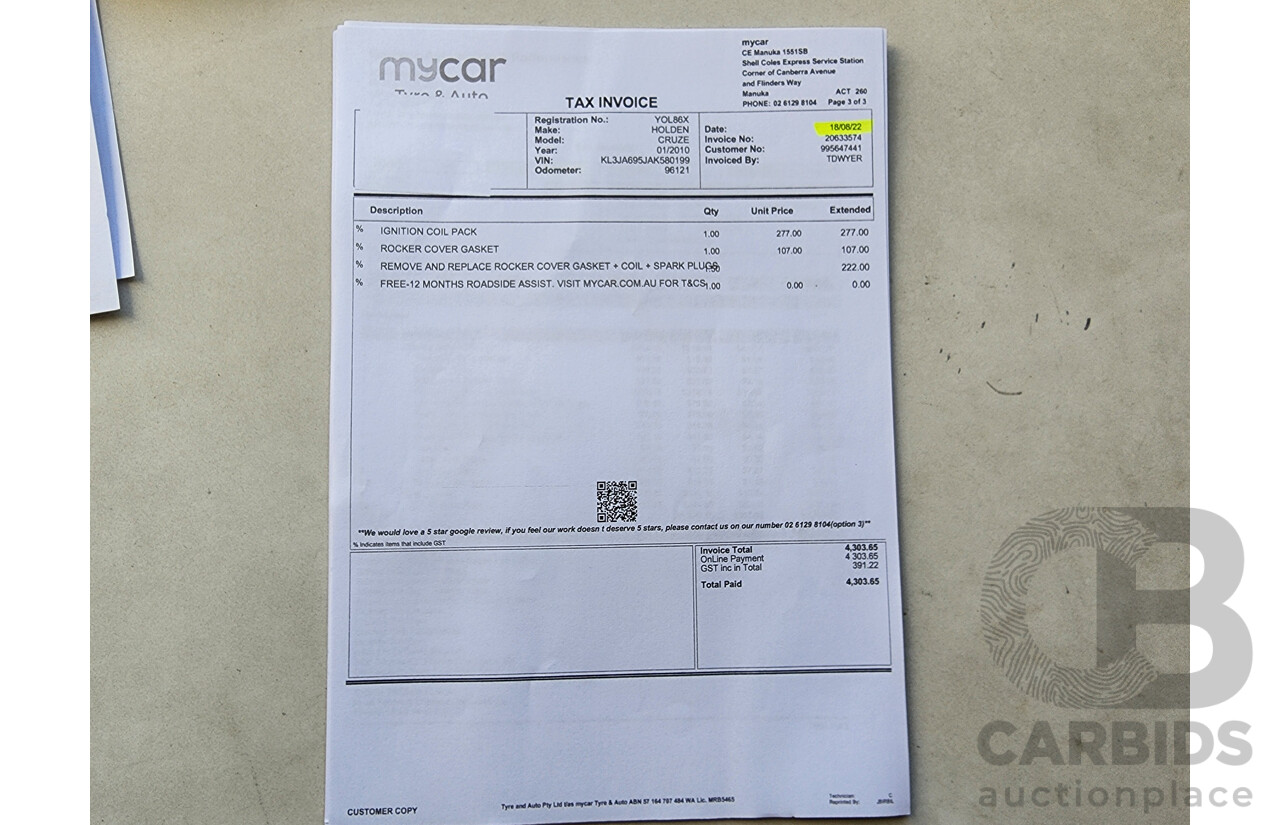 mycar
Tyre & Auto
TAX INVOICE
mycar
CE Manuka 1551SB
Shell Coles Express Service Station
Corner of Canberra Avenue
and Flinders Way
Manuka ACT 260
PHONE: 02 6129 8104 Page 3 of 3
Registration No.: YOL86X
Make: HOLDEN
Model: CRUZE
Year: 01/2010
VIN: KL3JA695JAK580199
Odometer: 96121
Date: 18/08/22
Invoice No: 20633574
Customer No: 995647441
Invoiced By: TDWYER
Description Qty Unit Price Extended
% IGNITION COIL PACK 1.00 277.00 277.00
% ROCKER COVER GASKET 1.00 107.00 107.00
% REMOVE AND REPLACE ROCKER COVER GASKET + COIL + SPARK PLUGS 1.50 222.00
% FREE-12 MONTHS ROADSIDE ASSIST. VISIT MYCAR.COM.AU FOR T&CS 1.00 0.00 0.00
**We would love a 5 star google review, if you feel our work doesn t deserve 5 stars, please contact us on our number 02 6129 8104(option 3)**
% Indicates items that include GST
Invoice Total 4,303.65
OnLine Payment 4 303.65
GST inc in Total 391.22
Total Paid 4,303.65
CUSTOMER COPY
Tyre and Auto Pty Ltd t/as mycar Tyre & Auto ABN 57 164 787 484 WA Lic. MRB5465
Technician: C
Reprinted By:
CARBIDS
auctionplace